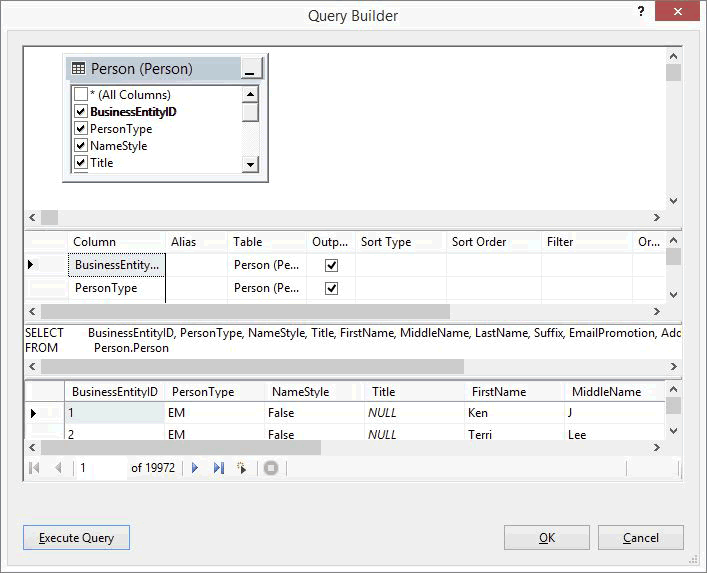 Query Builder
?
Person (Person)
* (All Columns)
BusinessEntityID
PersonType
NameStyle
Title
Column Alias Table Outp... Sort Type Sort Order Filter Or...
BusinessEntity... Person (Pe...
PersonType Person (Pe...
SELECT BusinessEntityID, PersonType, NameStyle, Title, FirstName, MiddleName, LastName, Suffix, EmailPromotion, Add
FROM Person.Person
BusinessEntityID PersonType NameStyle Title FirstName MiddleName
1 EM False NULL Ken J
2 EM False NULL Terri Lee
1 of 19972
Execute Query OK Cancel